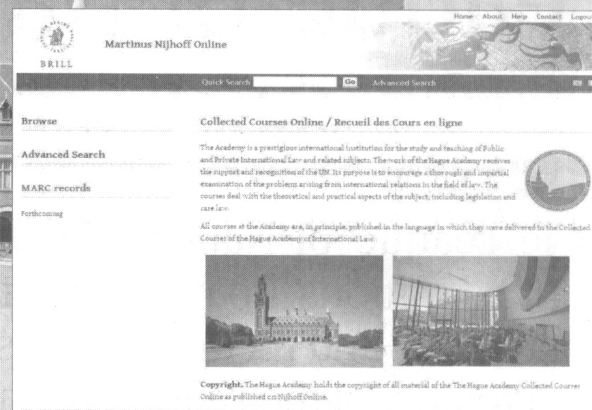 Home About Help Contact Logout
BRILL
Martinus Nijhoff Online
Quick Search Go Advanced Search
Browse
Advanced Search
MARC records
Forthcoming
Collected Courses Online / Recueil des Cours en ligne
The Academy is a prestigious international institution for the study and teaching of Public
and Private International Law and related subjects. The work of the Hague Academy receives
the support and recognition of the UN. Its purpose is to encourage a thorough and impartial
examination of the problems arising from international relations in the field of law. The
courses deal with the theoretical and practical aspects of the subject, including legislation and
case law.
All courses at the Academy are, in principle, published in the language in which they were delivered in the Collected
Courses of the Hague Academy of International Law.
Copyright. The Hague Academy holds the copyright of all material of the The Hague Academy Collected Courses
Online as published on Nijhoff Online.